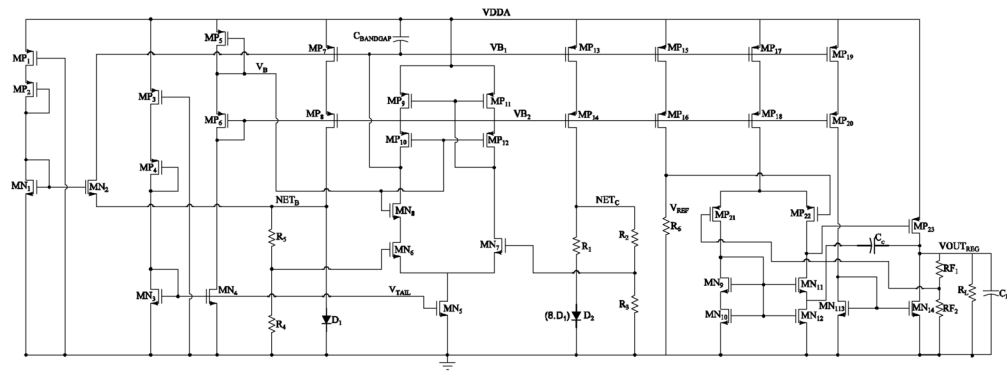 VDDA
MP1
MP2
MP3
MP4
MP5
VB
MP6
MP7
MP8
CBANDGAP
VB1
MP9
MP11
VB2
MP10
MP12
MP13
MP14
MP15
MP16
MP17
MP18
MP19
MP20
MN1
MN2
NETB
MN8
R5
MN6
MN7
NETC
R1
R2
VREF
R6
MP21
MP22
MP23
CC
VOUTREG
RF1
MN3
MN4
VTAIL
MN5
R4
D1
(8.D1)
D2
R3
MN9
MN11
MN10
MN12
MN113
MN14
RF2
RL
CL